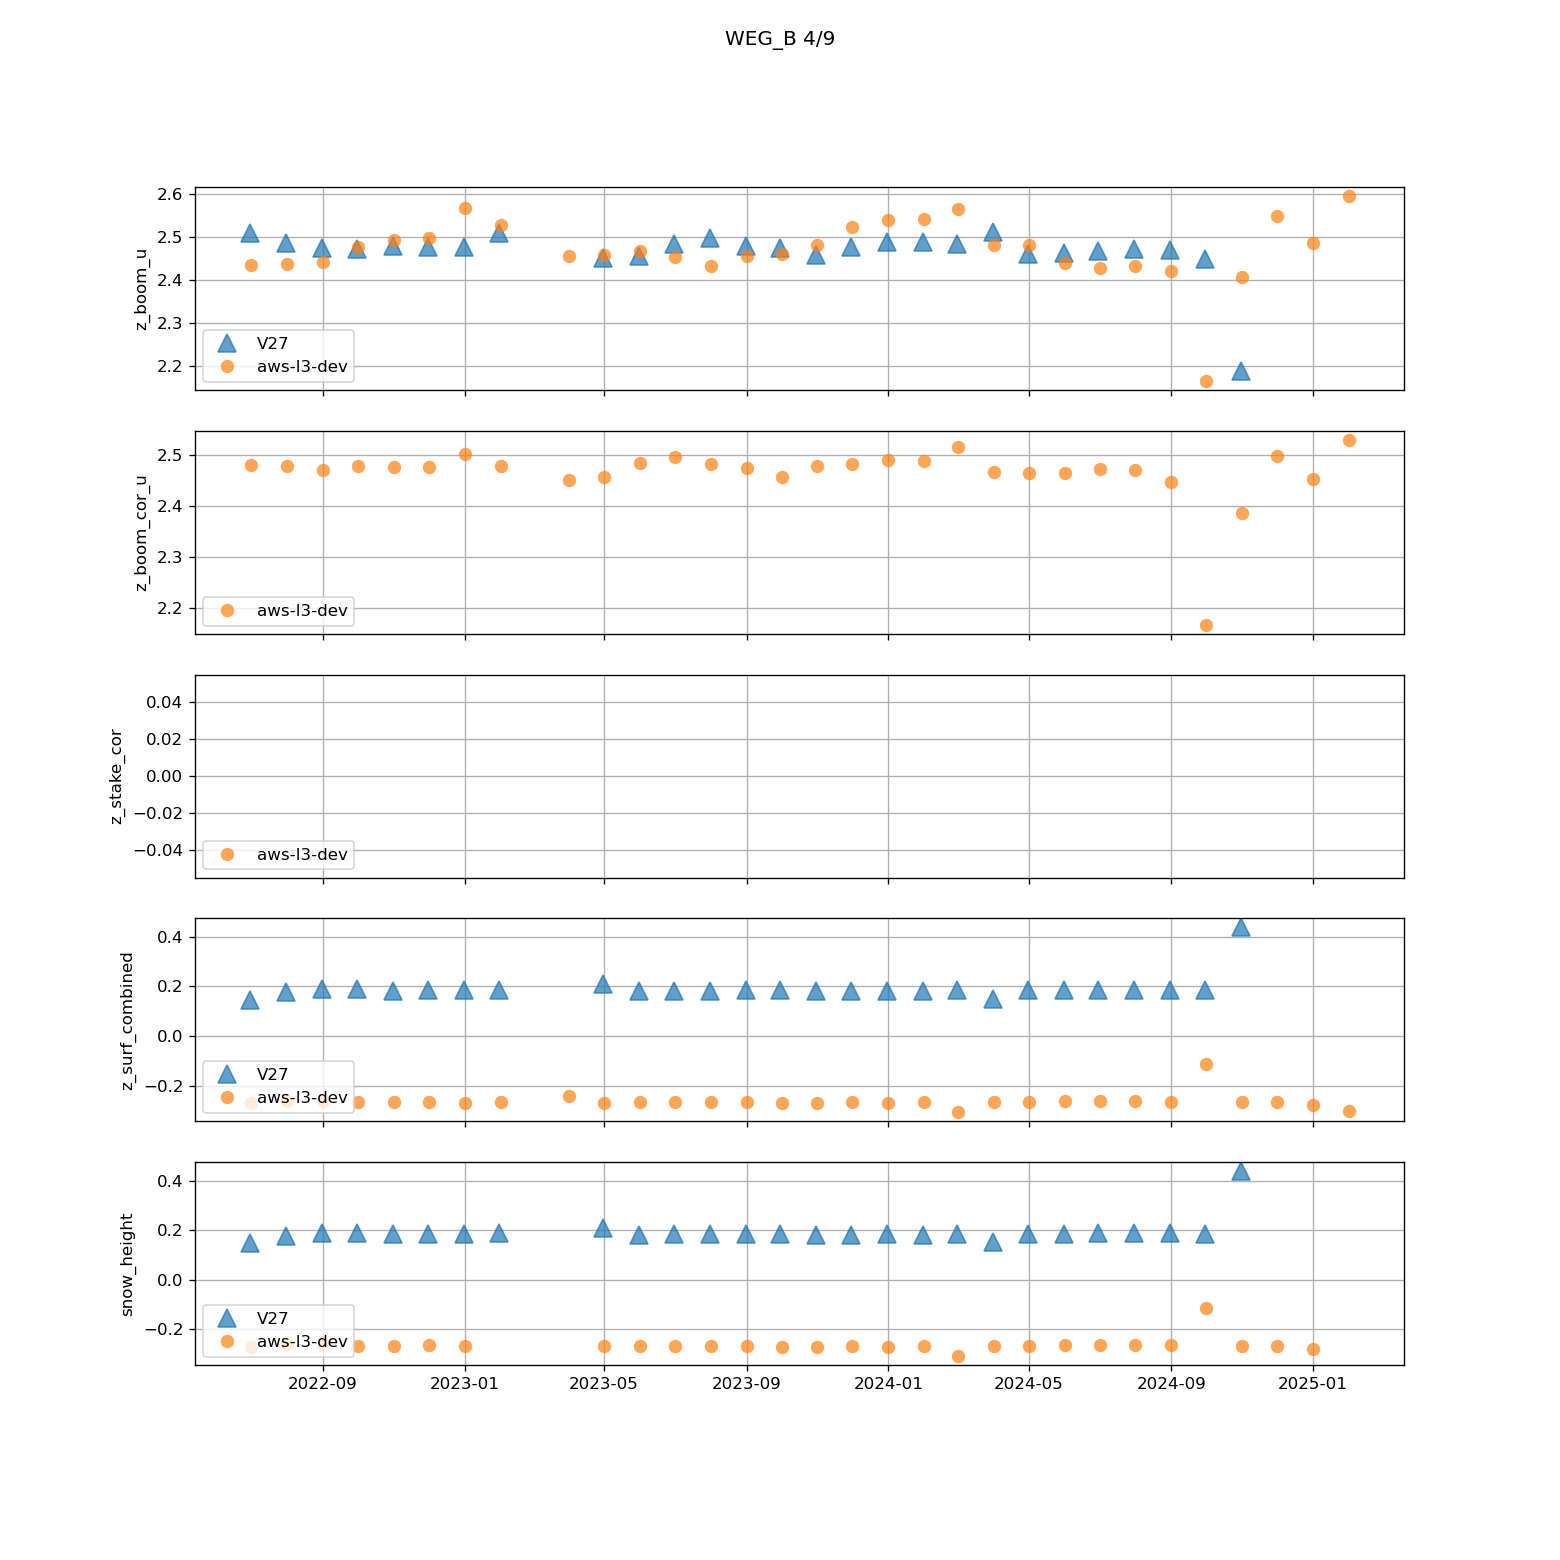 WEG_B 4/9
2.6
2.5
2.4
2.3
2.2
z_boom_u
V27
aws-l3-dev
2.5
2.4
2.3
2.2
z_boom_cor_u
aws-l3-dev
0.04
0.02
0.00
−0.02
−0.04
z_stake_cor
aws-l3-dev
0.4
0.2
0.0
−0.2
z_surf_combined
V27
aws-l3-dev
0.4
0.2
0.0
−0.2
snow_height
V27
aws-l3-dev
2022-09
2023-01
2023-05
2023-09
2024-01
2024-05
2024-09
2025-01